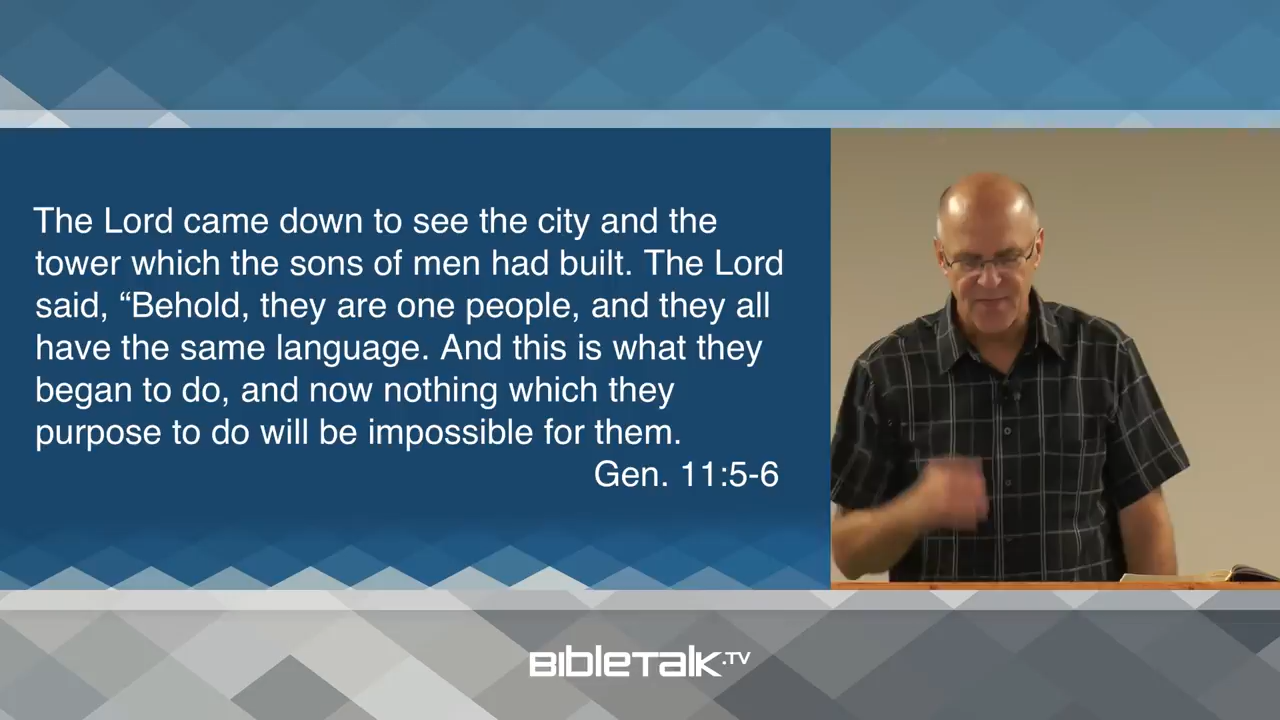 The Lord came down to see the city and the
tower which the sons of men had built. The Lord
said, “Behold, they are one people, and they all
have the same language. And this is what they
began to do, and now nothing which they
purpose to do will be impossible for them.
Gen. 11:5-6
BIBLETALK.TV